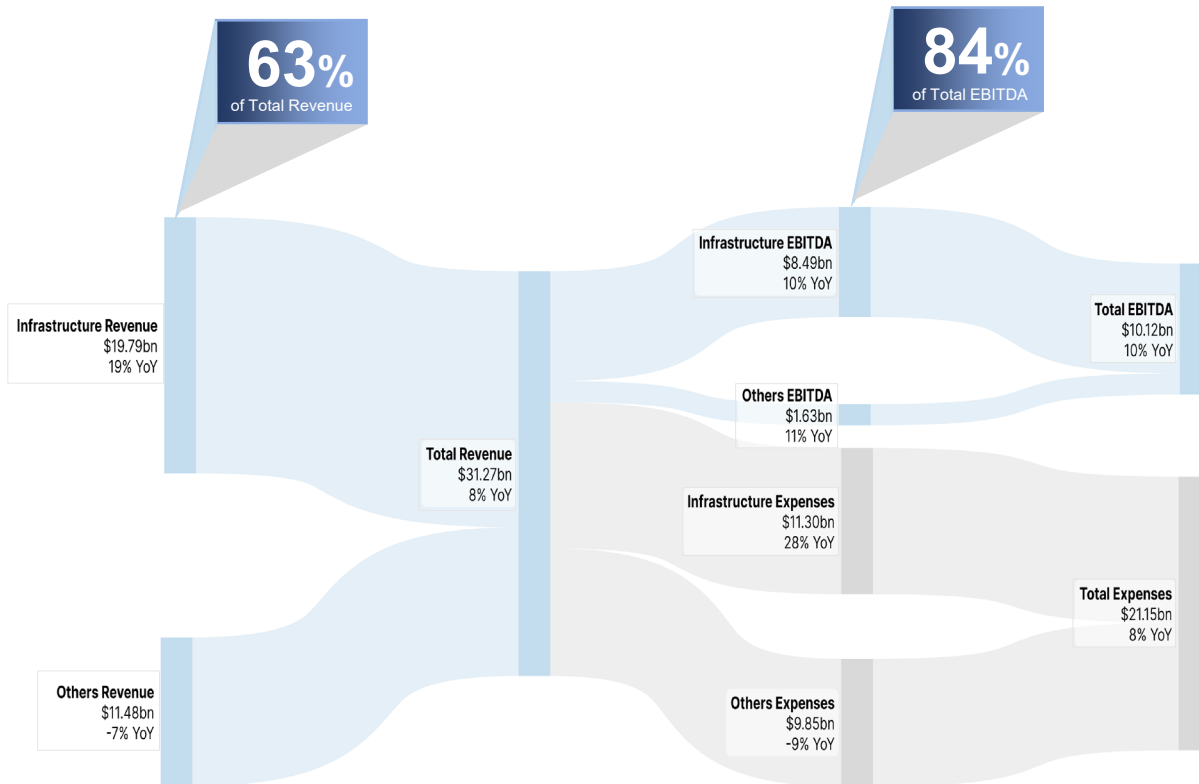 63%
of Total Revenue
84%
of Total EBITDA
Infrastructure Revenue
$19.79bn
19% YoY
Others Revenue
$11.48bn
-7% YoY
Total Revenue
$31.27bn
8% YoY
Infrastructure EBITDA
$8.49bn
10% YoY
Others EBITDA
$1.63bn
11% YoY
Infrastructure Expenses
$11.30bn
28% YoY
Others Expenses
$9.85bn
-9% YoY
Total EBITDA
$10.12bn
10% YoY
Total Expenses
$21.15bn
8% YoY